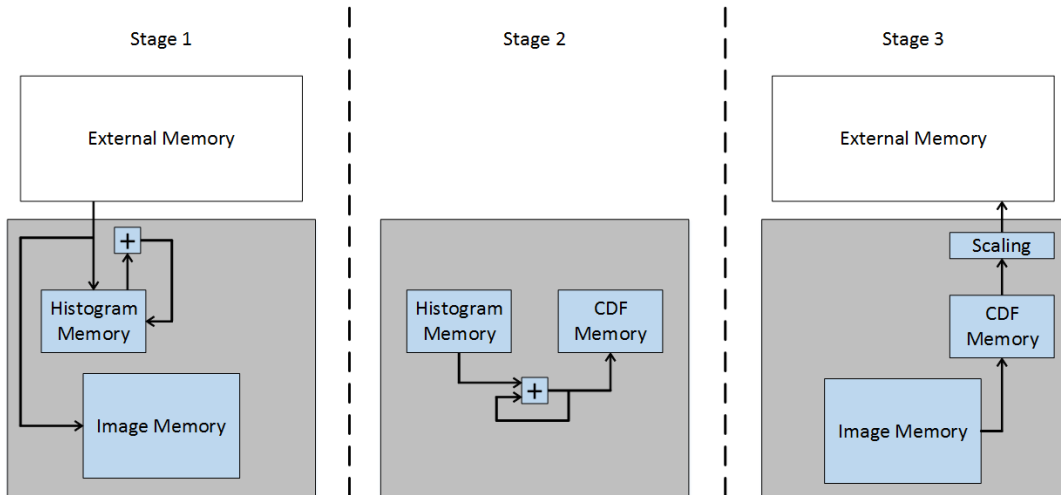 Stage 1
External Memory
+
Histogram
Memory
Image Memory
Stage 2
Histogram
Memory
CDF
Memory
+
Stage 3
External Memory
Scaling
CDF
Memory
Image Memory